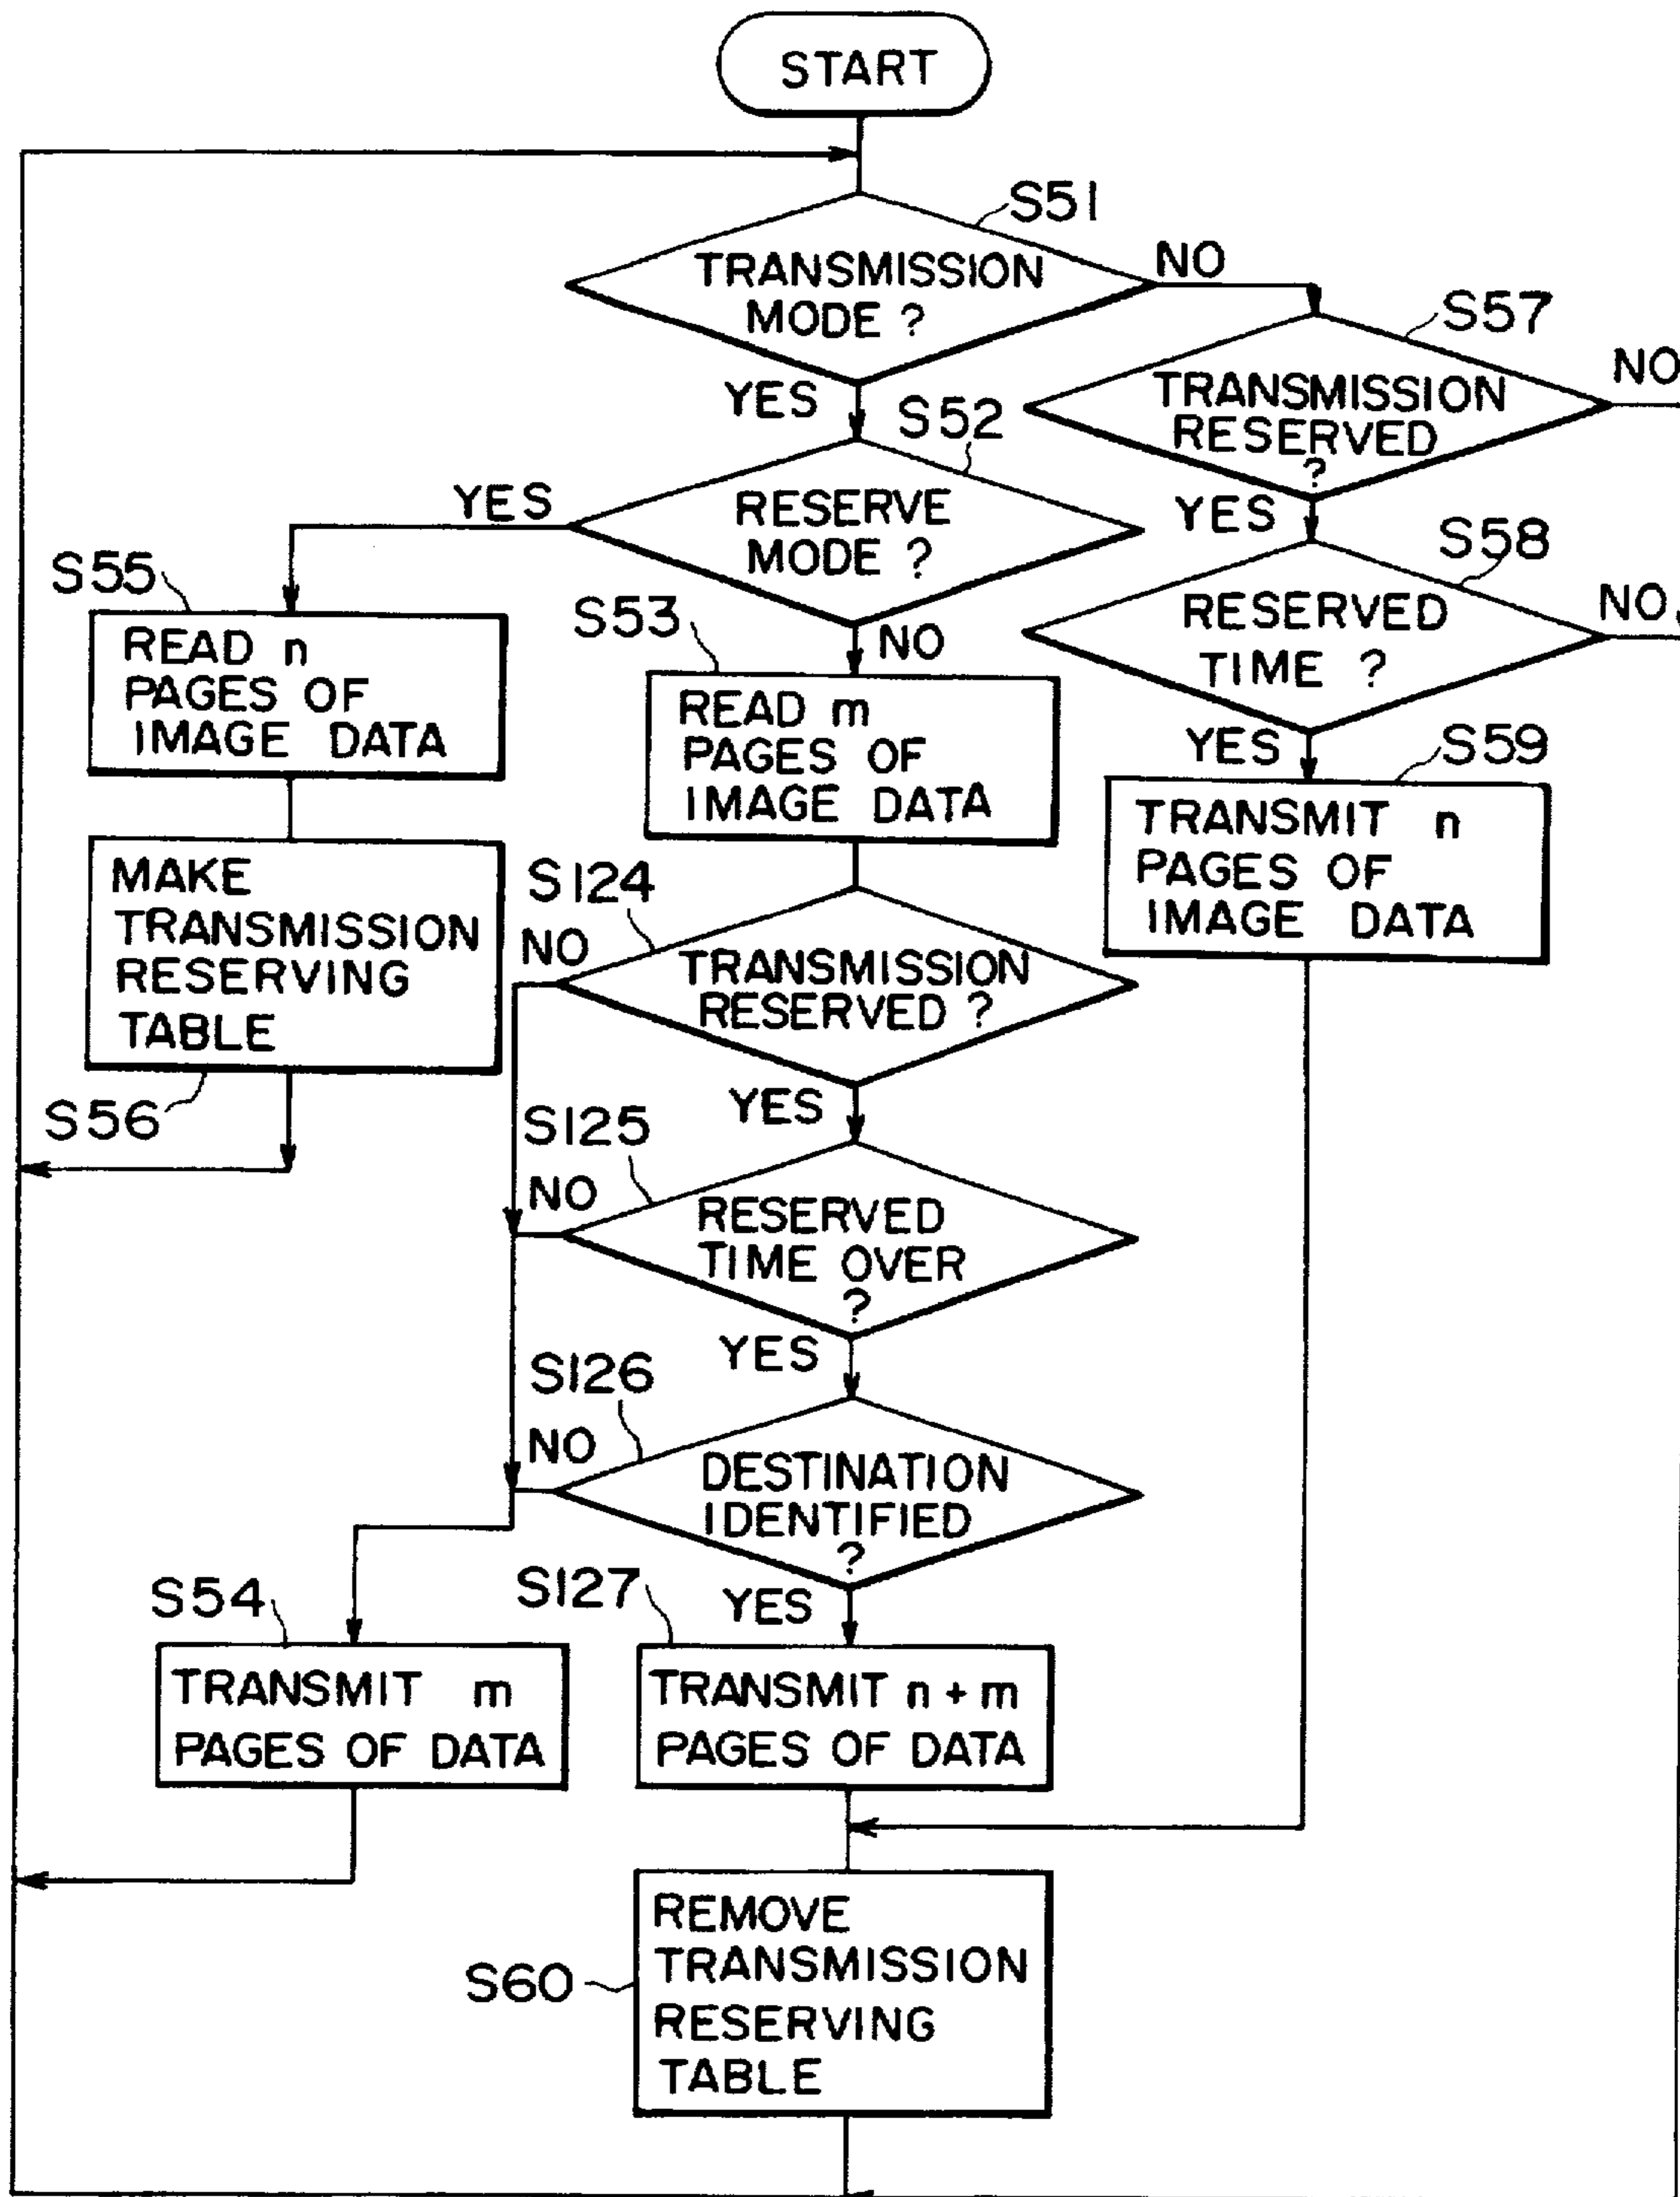 START
S51
TRANSMISSION
MODE ?
NO
YES
S57
TRANSMISSION
RESERVED
?
NO
YES
S52
RESERVE
MODE ?
YES
NO
S58
RESERVED
TIME ?
NO
YES
S55
READ n
PAGES OF
IMAGE DATA
S53
READ m
PAGES OF
IMAGE DATA
S59
TRANSMIT n
PAGES OF
IMAGE DATA
MAKE
TRANSMISSION
RESERVING
TABLE
S56
S124
NO
TRANSMISSION
RESERVED ?
YES
S125
NO
RESERVED
TIME OVER
?
YES
S126
NO
DESTINATION
IDENTIFIED
?
YES
S54
TRANSMIT m
PAGES OF DATA
S127
TRANSMIT n + m
PAGES OF DATA
S60
REMOVE
TRANSMISSION
RESERVING
TABLE